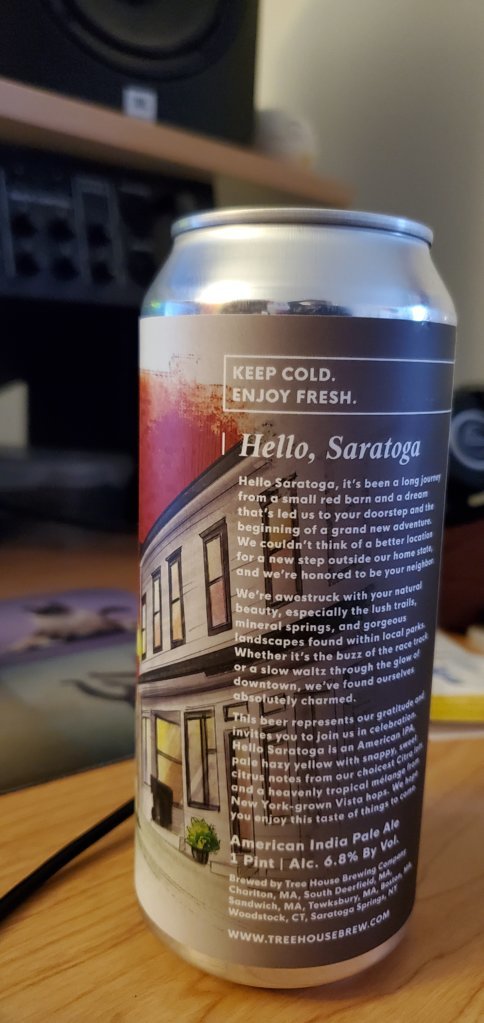 KEEP COLD.
ENJOY FRESH.
Hello, Saratoga
Hello Saratoga, it's been a long journey
from a small red barn and a dream
that's led us to your doorstep and the
beginning of a grand new adventure.
We couldn't think of a better location
for a new step outside our home state,
and we're honored to be your neighbor.
We're awestruck with your natural
beauty, especially the lush trails,
mineral springs, and gorgeous
landscapes found within local parks.
Whether it's the buzz of the race track
or a slow waltz through the glow of
downtown, we've found ourselves
absolutely charmed.
This beer represents our gratitude and
invites you to join us in celebration.
Hello Saratoga is an American IPA,
pale hazy yellow with snappy, sweet
citrus notes from our choicest Citra lots
and a heavenly tropical mélange from
New York-grown Vista hops. We hope
you enjoy this taste of things to come.
American India Pale Ale
1 Pint | Alc. 6.8% By Vol.
Brewed by Tree House Brewing Company
Charlton, MA, South Deerfield, MA,
Sandwich, MA, Tewksbury, MA, Boston, MA
Woodstock, CT, Saratoga Springs, NY
WWW.TREEHOUSEBREW.COM